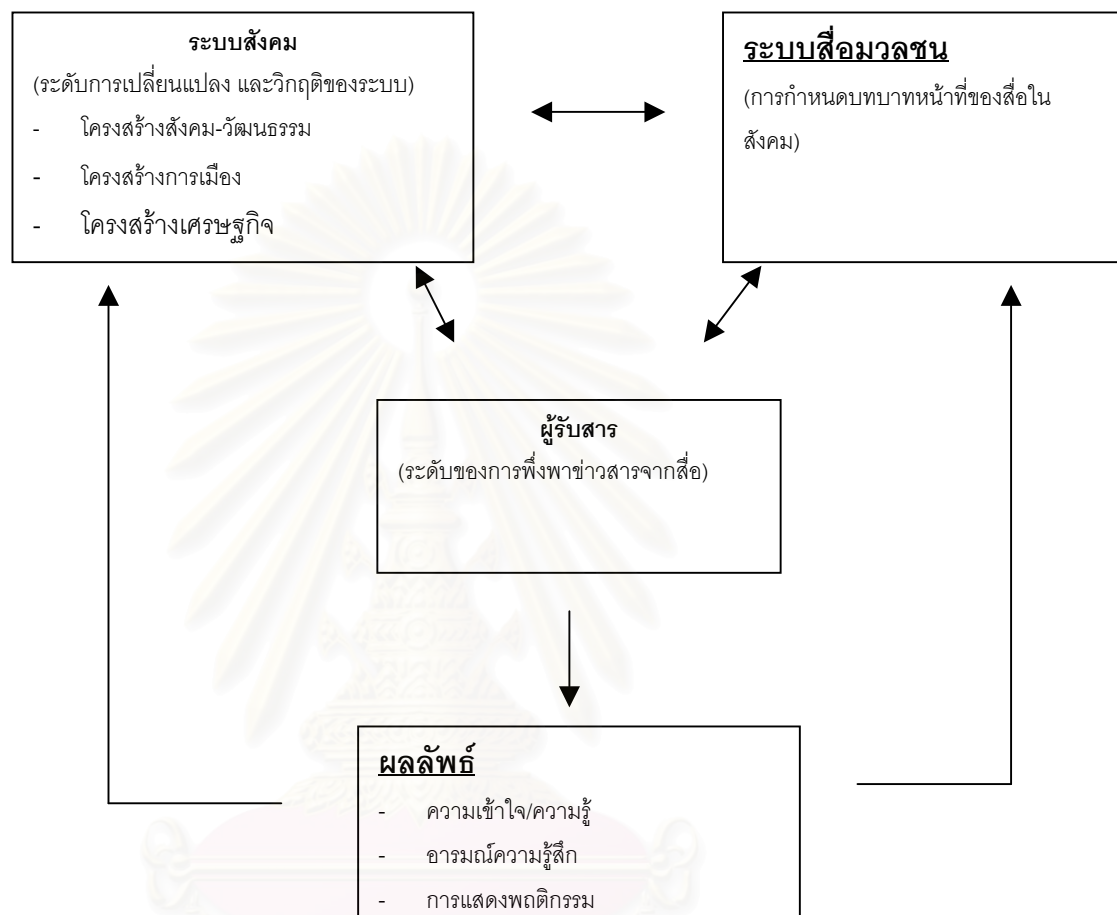 ระบบสังคม
(ระดับการเปลี่ยนแปลง และวิกฤติของระบบ)
- โครงสร้างสังคม-วัฒนธรรม
- โครงสร้างการเมือง
- โครงสร้างเศรษฐกิจ
ระบบสื่อมวลชน
(การกำหนดบทบาทหน้าที่ของสื่อใน
สังคม)
ผู้รับสาร
(ระดับของการพึ่งพาข่าวสารจากสื่อ)
ผลลัพธ์
- ความเข้าใจ/ความรู้
- อารมณ์ความรู้สึก
- การแสดงพฤติกรรม